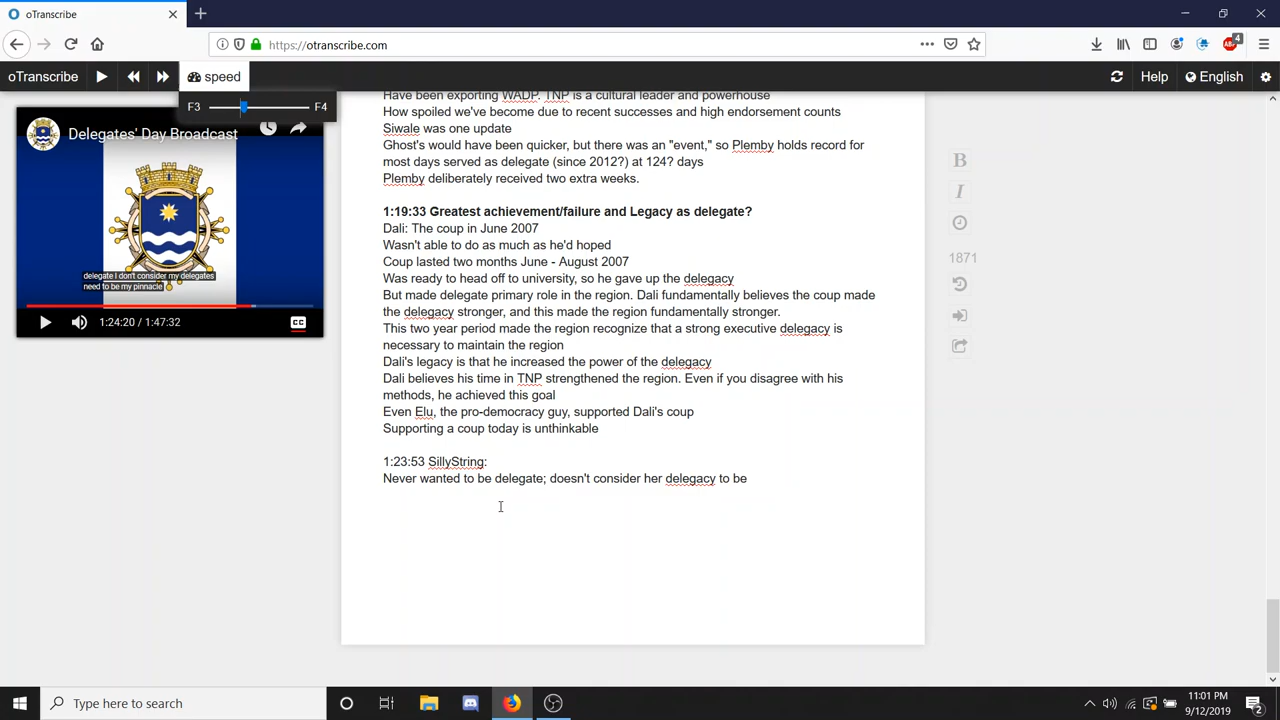 oTranscribe
https://otranscribe.com
4
oTranscribe
speed
Help
English
F3
F4
Delegates' Day Broadcast
delegate I don't consider my delegates
need to be my pinnacle
1:24:20 / 1:47:32
CC
Have been exporting WADP. TNP is a cultural leader and powerhouse
How spoiled we've become due to recent successes and high endorsement counts
Siwale was one update
Ghost's would have been quicker, but there was an "event," so Plemby holds record for
most days served as delegate (since 2012?) at 124? days
Plemby deliberately received two extra weeks.
1:19:33 Greatest achievement/failure and Legacy as delegate?
Dali: The coup in June 2007
Wasn't able to do as much as he'd hoped
Coup lasted two months June - August 2007
Was ready to head off to university, so he gave up the delegacy
But made delegate primary role in the region. Dali fundamentally believes the coup made
the delegacy stronger, and this made the region fundamentally stronger.
This two year period made the region recognize that a strong executive delegacy is
necessary to maintain the region
Dali's legacy is that he increased the power of the delegacy
Dali believes his time in TNP strengthened the region. Even if you disagree with his
methods, he achieved this goal
Even Elu, the pro-democracy guy, supported Dali's coup
Supporting a coup today is unthinkable
1:23:53 SillyString:
Never wanted to be delegate; doesn't consider her delegacy to be
B
I
1871
Type here to search
11:01 PM
9/12/2019
2